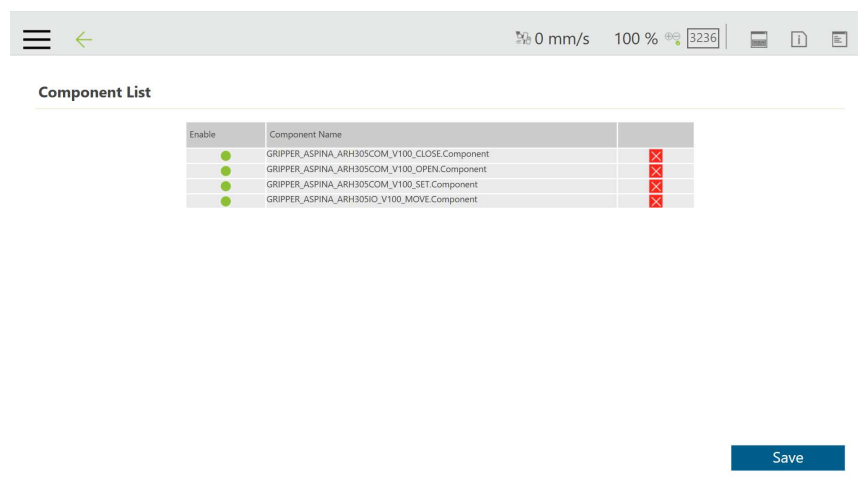 0 mm/s 100 % 3236
Component List
Enable Component Name
GRIPPER_ASPINA_ARH305COM_V100_CLOSE.Component
GRIPPER_ASPINA_ARH305COM_V100_OPEN.Component
GRIPPER_ASPINA_ARH305COM_V100_SET.Component
GRIPPER_ASPINA_ARH305IO_V100_MOVE.Component
Save